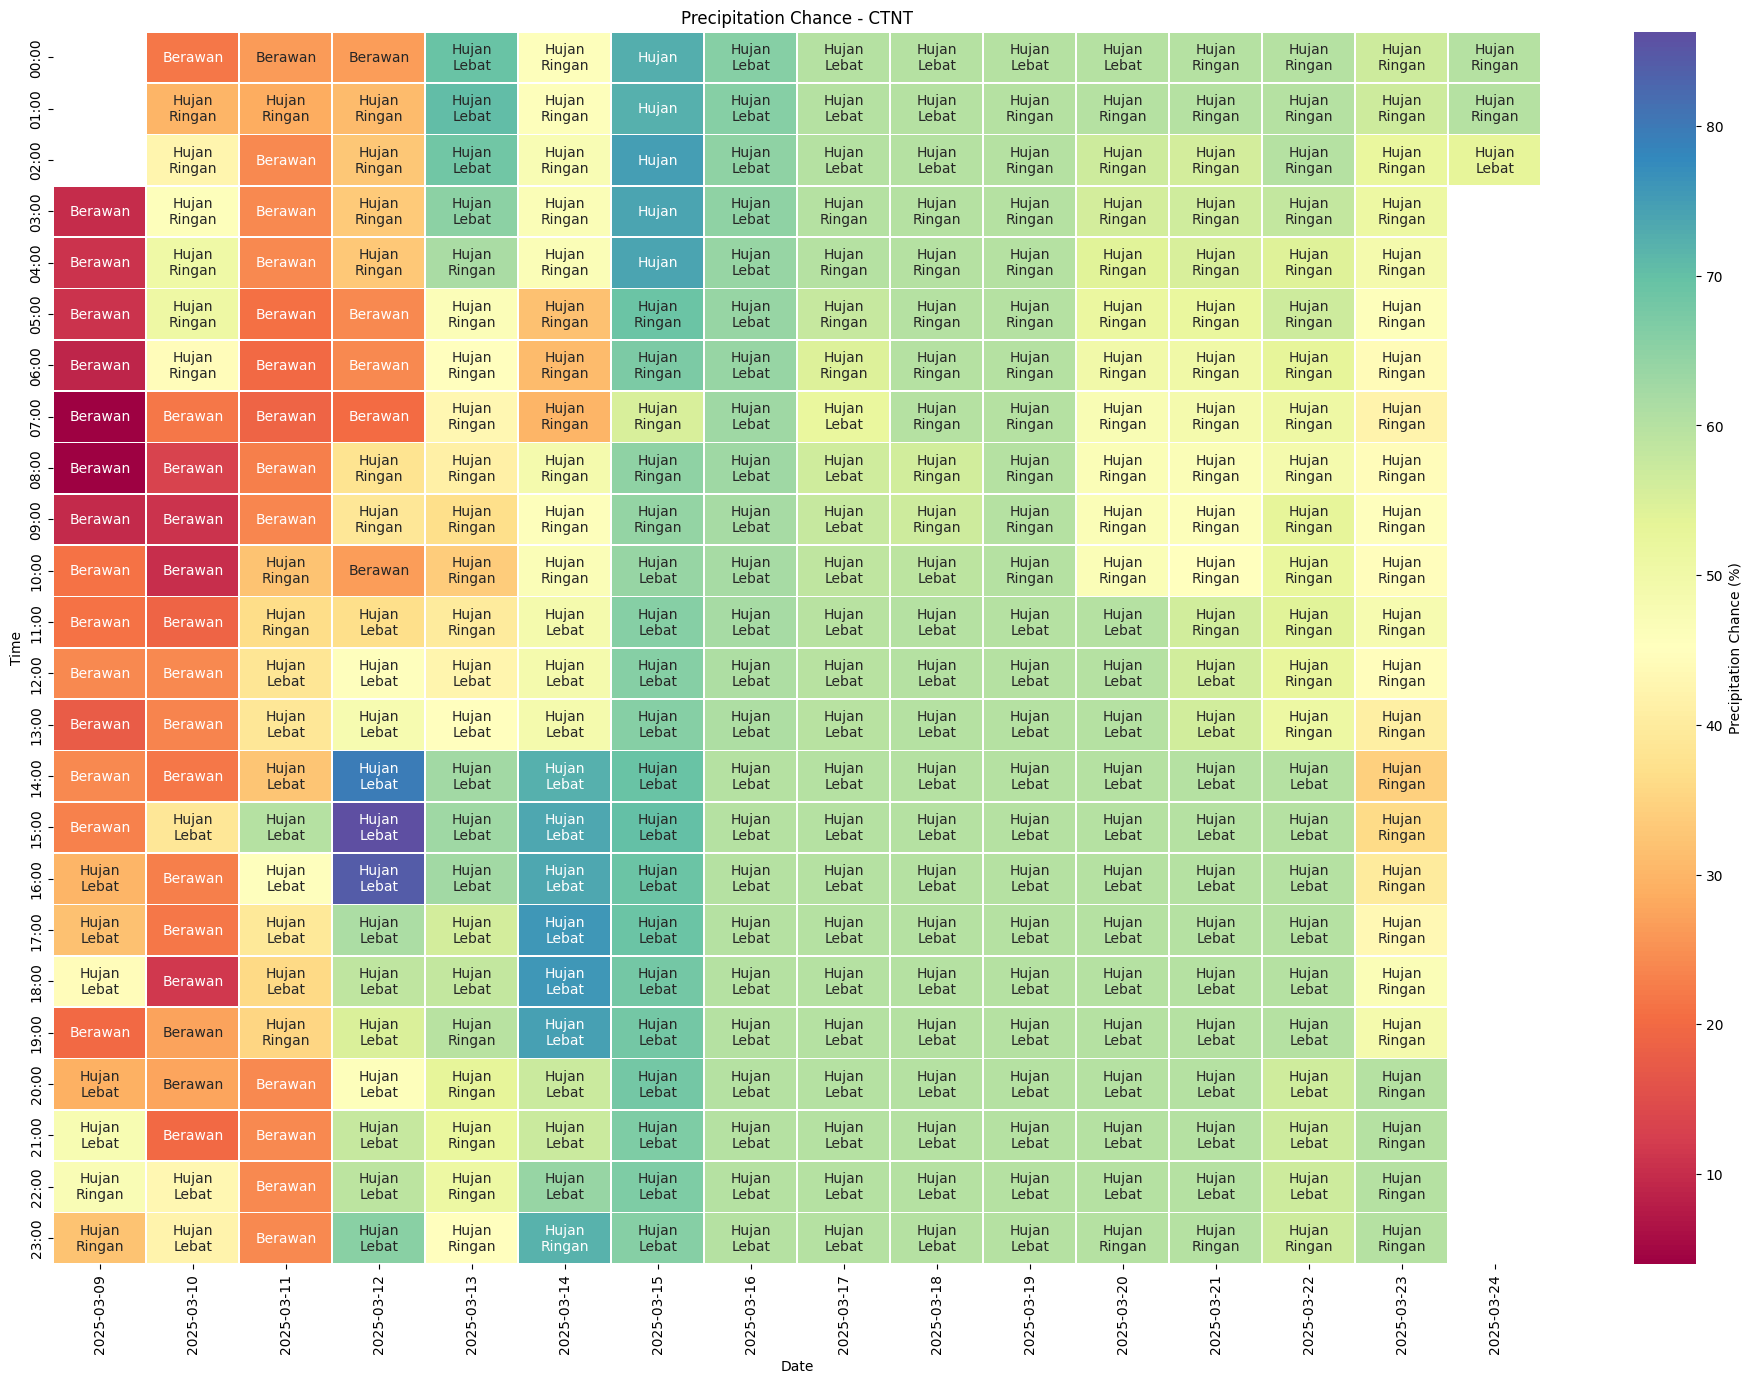 Precipitation Chance - CTNT
00:00 Berawan Berawan Berawan Hujan Lebat Hujan Ringan Hujan Hujan Lebat Hujan Lebat Hujan Lebat Hujan Lebat Hujan Lebat Hujan Ringan Hujan Ringan Hujan Ringan Hujan Ringan
01:00 Hujan Ringan Hujan Ringan Hujan Ringan Hujan Lebat Hujan Ringan Hujan Hujan Lebat Hujan Lebat Hujan Lebat Hujan Ringan Hujan Ringan Hujan Ringan Hujan Ringan Hujan Ringan Hujan Ringan
02:00 Hujan Ringan Berawan Hujan Ringan Hujan Lebat Hujan Ringan Hujan Hujan Lebat Hujan Lebat Hujan Lebat Hujan Ringan Hujan Ringan Hujan Ringan Hujan Ringan Hujan Ringan Hujan Lebat
03:00 Berawan Hujan Ringan Berawan Hujan Ringan Hujan Lebat Hujan Ringan Hujan Hujan Lebat Hujan Ringan Hujan Ringan Hujan Ringan Hujan Ringan Hujan Ringan Hujan Ringan Hujan Ringan
04:00 Berawan Hujan Ringan Berawan Hujan Ringan Hujan Ringan Hujan Ringan Hujan Hujan Lebat Hujan Ringan Hujan Ringan Hujan Ringan Hujan Ringan Hujan Ringan Hujan Ringan Hujan Ringan
05:00 Berawan Hujan Ringan Berawan Berawan Hujan Ringan Hujan Ringan Hujan Ringan Hujan Lebat Hujan Ringan Hujan Ringan Hujan Ringan Hujan Ringan Hujan Ringan Hujan Ringan Hujan Ringan
06:00 Berawan Hujan Ringan Berawan Berawan Hujan Ringan Hujan Ringan Hujan Ringan Hujan Lebat Hujan Ringan Hujan Ringan Hujan Ringan Hujan Ringan Hujan Ringan Hujan Ringan Hujan Ringan
07:00 Berawan Berawan Berawan Berawan Hujan Ringan Hujan Ringan Hujan Ringan Hujan Lebat Hujan Lebat Hujan Ringan Hujan Ringan Hujan Ringan Hujan Ringan Hujan Ringan Hujan Ringan
08:00 Berawan Berawan Berawan Hujan Ringan Hujan Ringan Hujan Ringan Hujan Ringan Hujan Lebat Hujan Lebat Hujan Ringan Hujan Ringan Hujan Ringan Hujan Ringan Hujan Ringan Hujan Ringan
09:00 Berawan Berawan Berawan Hujan Ringan Hujan Ringan Hujan Ringan Hujan Ringan Hujan Lebat Hujan Lebat Hujan Ringan Hujan Ringan Hujan Ringan Hujan Ringan Hujan Ringan Hujan Ringan
10:00 Berawan Berawan Hujan Ringan Berawan Hujan Ringan Hujan Ringan Hujan Lebat Hujan Lebat Hujan Lebat Hujan Lebat Hujan Ringan Hujan Ringan Hujan Ringan Hujan Ringan Hujan Ringan
11:00 Berawan Berawan Hujan Ringan Hujan Lebat Hujan Ringan Hujan Lebat Hujan Lebat Hujan Lebat Hujan Lebat Hujan Lebat Hujan Lebat Hujan Lebat Hujan Ringan Hujan Ringan Hujan Ringan
12:00 Berawan Berawan Hujan Lebat Hujan Lebat Hujan Lebat Hujan Lebat Hujan Lebat Hujan Lebat Hujan Lebat Hujan Lebat Hujan Lebat Hujan Lebat Hujan Lebat Hujan Ringan Hujan Ringan
13:00 Berawan Berawan Hujan Lebat Hujan Lebat Hujan Lebat Hujan Lebat Hujan Lebat Hujan Lebat Hujan Lebat Hujan Lebat Hujan Lebat Hujan Lebat Hujan Lebat Hujan Ringan Hujan Ringan
14:00 Berawan Berawan Hujan Lebat Hujan Lebat Hujan Lebat Hujan Lebat Hujan Lebat Hujan Lebat Hujan Lebat Hujan Lebat Hujan Lebat Hujan Lebat Hujan Lebat Hujan Lebat Hujan Ringan
15:00 Berawan Hujan Lebat Hujan Lebat Hujan Lebat Hujan Lebat Hujan Lebat Hujan Lebat Hujan Lebat Hujan Lebat Hujan Lebat Hujan Lebat Hujan Lebat Hujan Lebat Hujan Lebat Hujan Ringan
16:00 Hujan Lebat Berawan Hujan Lebat Hujan Lebat Hujan Lebat Hujan Lebat Hujan Lebat Hujan Lebat Hujan Lebat Hujan Lebat Hujan Lebat Hujan Lebat Hujan Lebat Hujan Lebat Hujan Ringan
17:00 Hujan Lebat Berawan Hujan Lebat Hujan Lebat Hujan Lebat Hujan Lebat Hujan Lebat Hujan Lebat Hujan Lebat Hujan Lebat Hujan Lebat Hujan Lebat Hujan Lebat Hujan Lebat Hujan Ringan
18:00 Hujan Lebat Berawan Hujan Lebat Hujan Lebat Hujan Lebat Hujan Lebat Hujan Lebat Hujan Lebat Hujan Lebat Hujan Lebat Hujan Lebat Hujan Lebat Hujan Lebat Hujan Lebat Hujan Ringan
19:00 Berawan Berawan Hujan Ringan Hujan Lebat Hujan Ringan Hujan Lebat Hujan Lebat Hujan Lebat Hujan Lebat Hujan Lebat Hujan Lebat Hujan Lebat Hujan Lebat Hujan Lebat Hujan Ringan
20:00 Hujan Lebat Berawan Berawan Hujan Lebat Hujan Ringan Hujan Lebat Hujan Lebat Hujan Lebat Hujan Lebat Hujan Lebat Hujan Lebat Hujan Lebat Hujan Lebat Hujan Lebat Hujan Ringan
21:00 Hujan Lebat Berawan Berawan Hujan Lebat Hujan Ringan Hujan Lebat Hujan Lebat Hujan Lebat Hujan Lebat Hujan Lebat Hujan Lebat Hujan Lebat Hujan Lebat Hujan Lebat Hujan Ringan
22:00 Hujan Ringan Hujan Lebat Berawan Hujan Lebat Hujan Ringan Hujan Lebat Hujan Lebat Hujan Lebat Hujan Lebat Hujan Lebat Hujan Lebat Hujan Lebat Hujan Lebat Hujan Lebat Hujan Ringan
23:00 Hujan Ringan Hujan Lebat Berawan Hujan Lebat Hujan Ringan Hujan Ringan Hujan Lebat Hujan Lebat Hujan Lebat Hujan Lebat Hujan Lebat Hujan Ringan Hujan Ringan Hujan Ringan Hujan Ringan
2025-03-09 2025-03-10 2025-03-11 2025-03-12 2025-03-13 2025-03-14 2025-03-15 2025-03-16 2025-03-17 2025-03-18 2025-03-19 2025-03-20 2025-03-21 2025-03-22 2025-03-23 2025-03-24
Time
Date
80
70
60
50
40
30
20
10
Precipitation Chance (%)